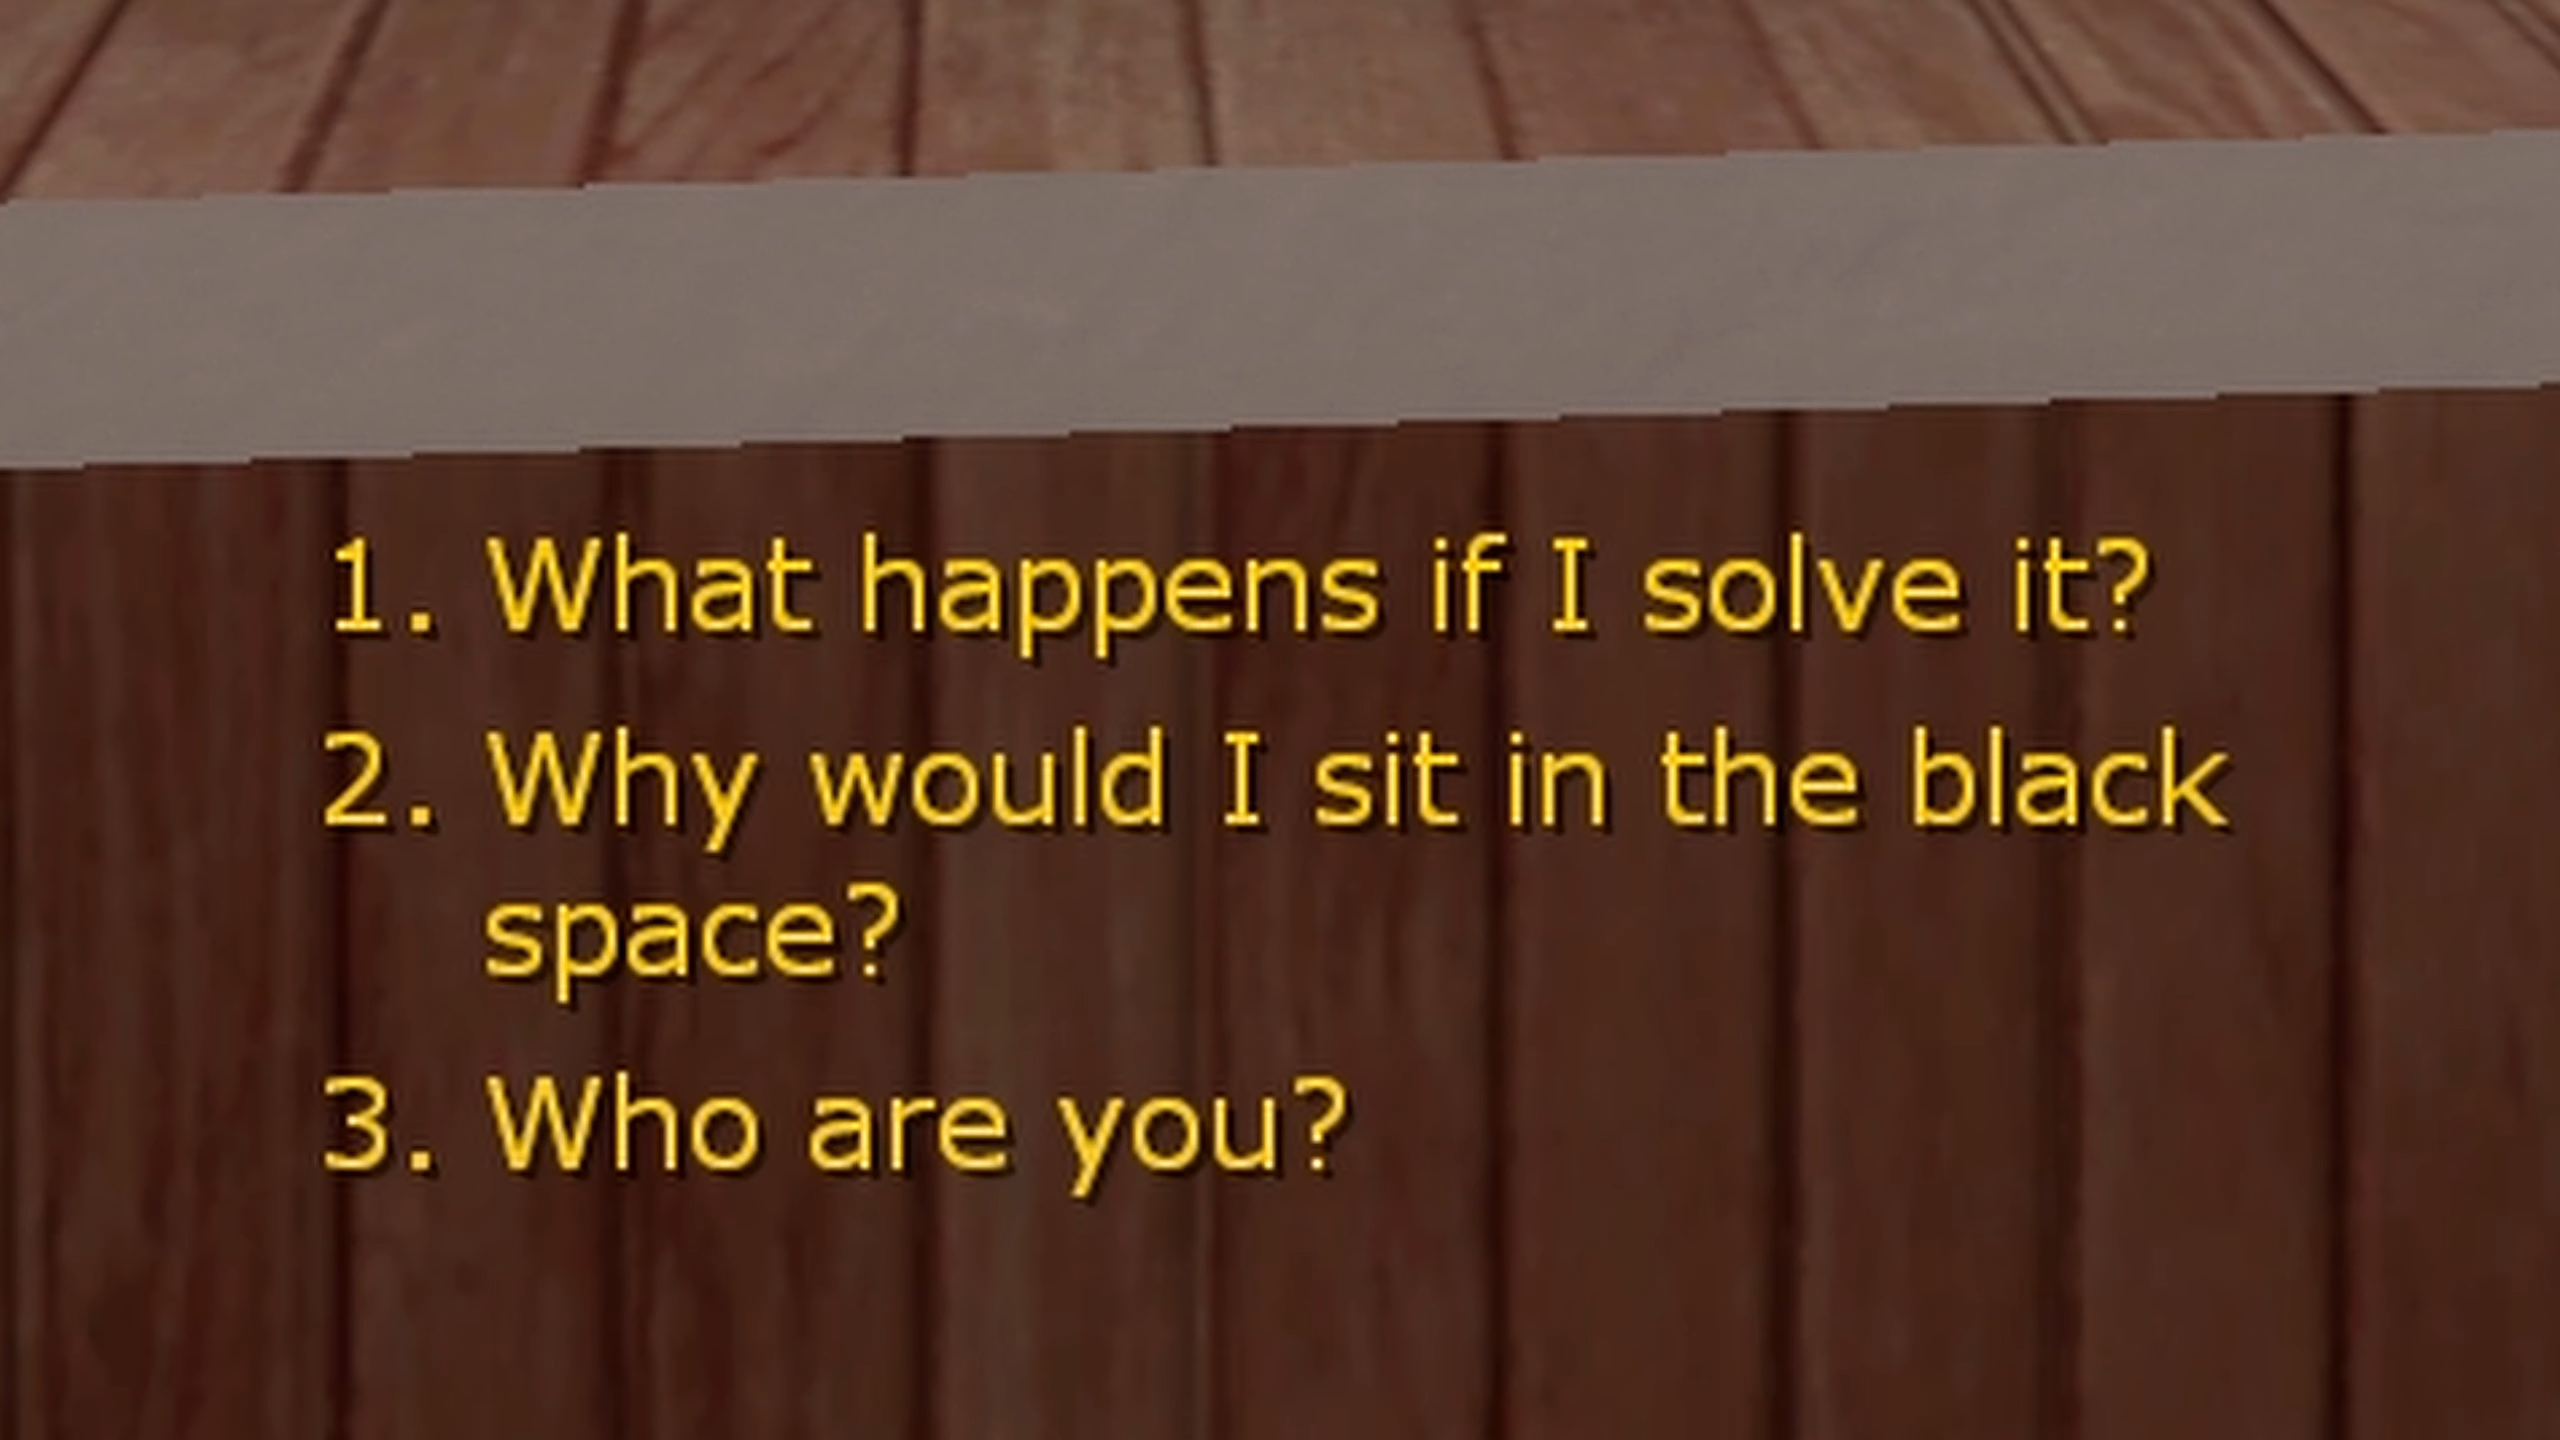 1. What happens if I solve it?
2. Why would I sit in the black
space?
3. Who are you?